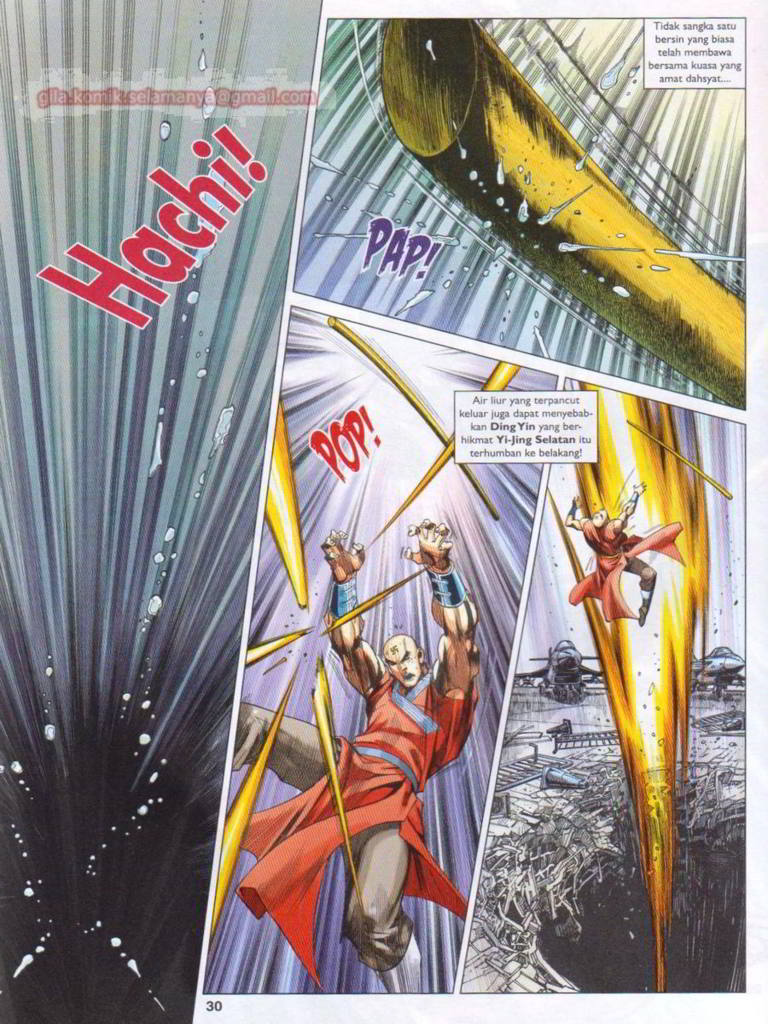 gila.komik.selamanya@gmail.com
Hachi!
Tidak sangka satu
bersin yang biasa
telah membawa
bersama kuasa yang
amat dahsyat....
PAP!
POP!
Air liur yang terpancut
keluar juga dapat menyebab-
kan Ding Yin yang ber-
hikmat Yi-Jing Selatan itu
terhumban ke belakang!
30